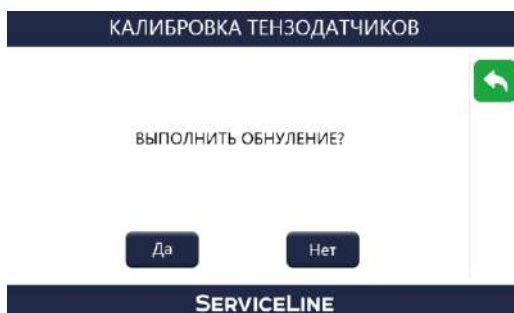 КАЛИБРОВКА ТЕНЗОДАТЧИКОВ
ВЫПОЛНИТЬ ОБНУЛЕНИЕ?
Да
Нет
SERVICELINE